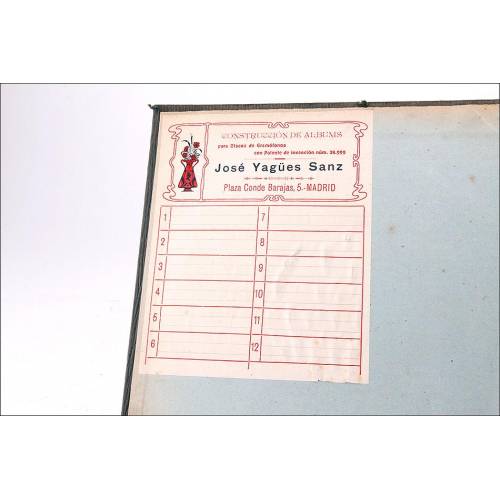 CONSTRUCCIÓN DE ALBUMS
para Discos de Gramófonos
con Patente de invención núm. 36.999
José Yagües Sanz
Plaza Conde Barajas, 5.-MADRID
1
2
3
4
5
6
7
8
9
10
11
12